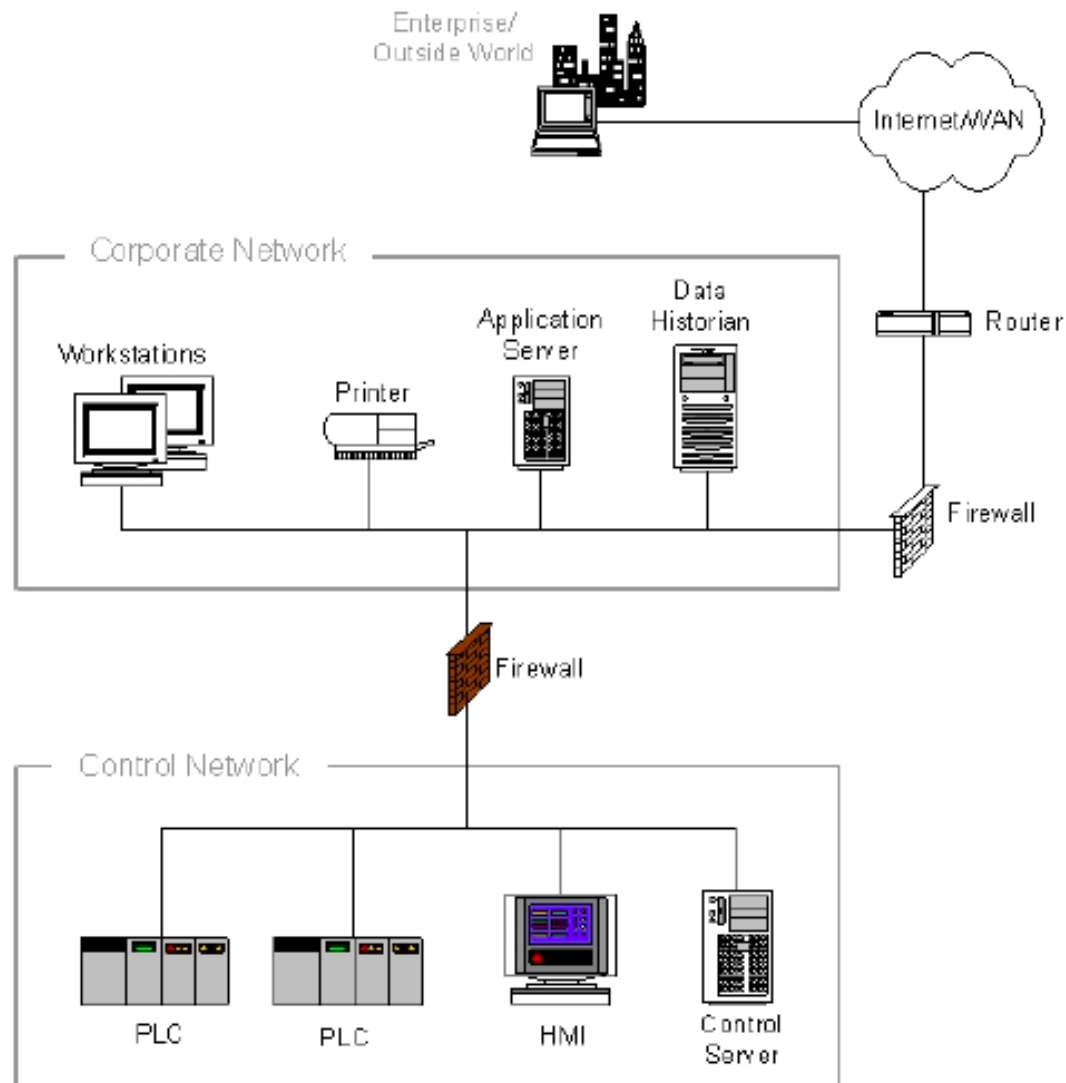 Enterprise/
Outside World
Internet/WAN
Corporate Network
Data
Historian
Application
Server
Router
Workstations
Printer
Firewall
Firewall
Control Network
PLC
PLC
HMI
Control
Server